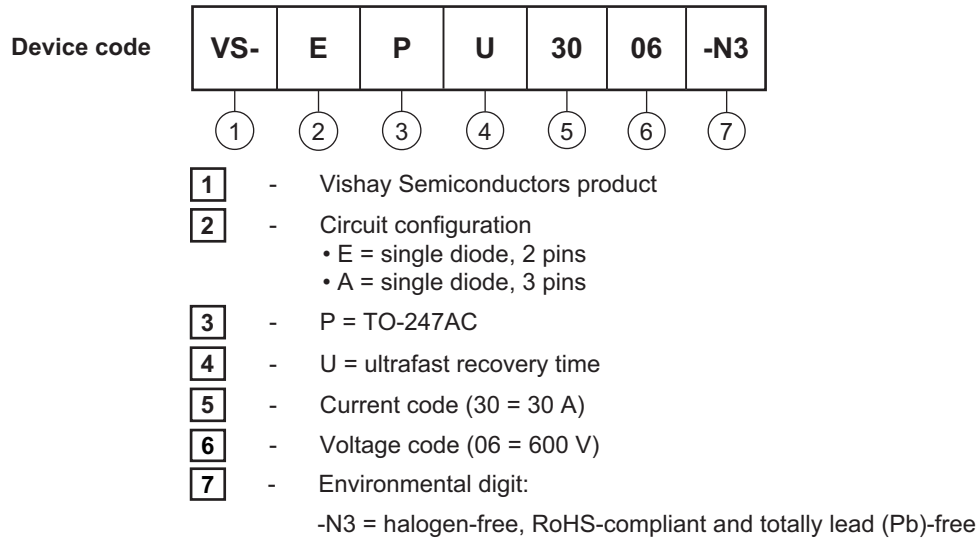 Device code VS- E P U 30 06 -N3
1 2 3 4 5 6 7
1 - Vishay Semiconductors product
2 - Circuit configuration
• E = single diode, 2 pins
• A = single diode, 3 pins
3 - P = TO-247AC
4 - U = ultrafast recovery time
5 - Current code (30 = 30 A)
6 - Voltage code (06 = 600 V)
7 - Environmental digit:
-N3 = halogen-free, RoHS-compliant and totally lead (Pb)-free